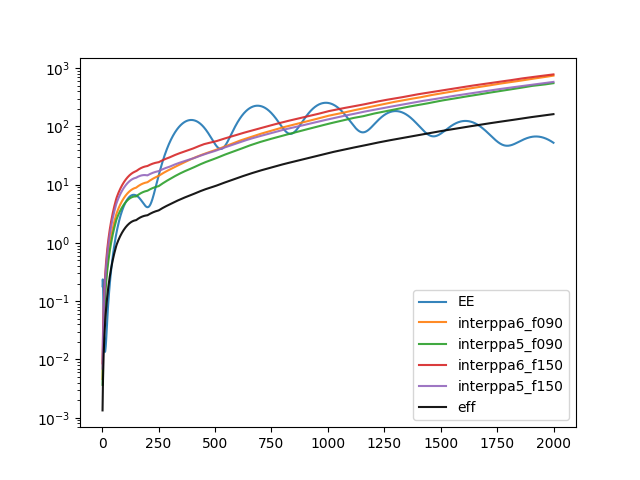 10³
10²
10¹
10⁰
10⁻¹
10⁻²
10⁻³
0 250 500 750 1000 1250 1500 1750 2000
EE
interppa6_f090
interppa5_f090
interppa6_f150
interppa5_f150
eff